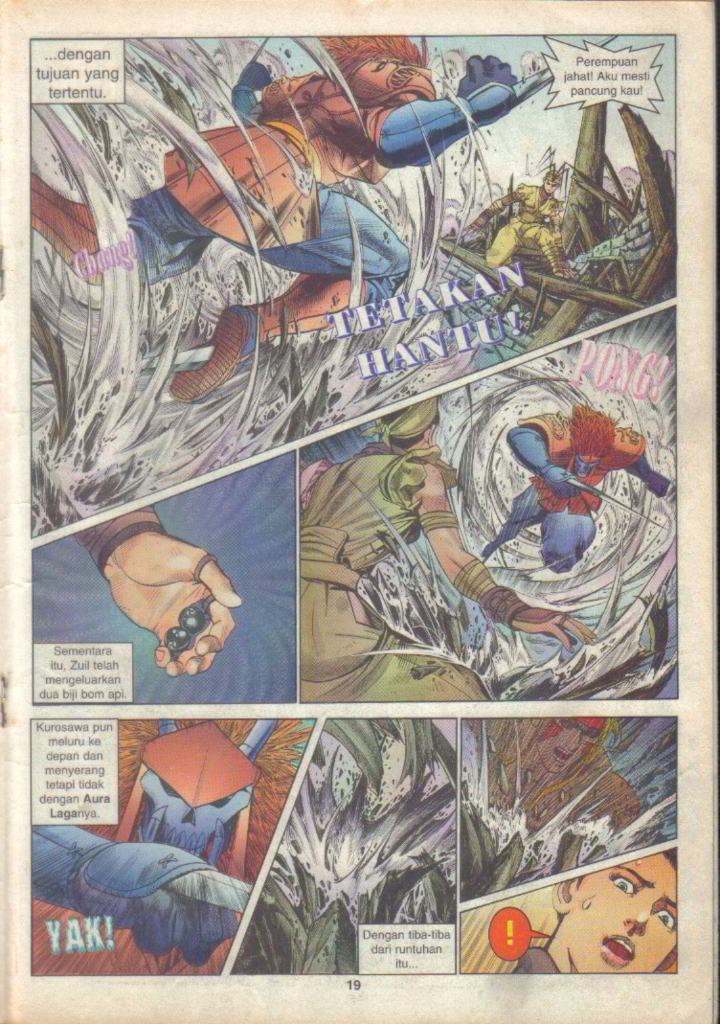 ...dengan
tujuan yang
tertentu.
Perempuan
jahat! Aku mesti
pancung kau!
Chang!
TETAKAN
HANTU!
PONG!
Sementara
itu, Zuil telah
mengeluarkan
dua biji bom api.
Kurosawa pun
meluru ke
depan dan
menyerang
tetapi tidak
dengan Aura
Laganya.
YAK!
Dengan tiba-tiba
dari runtuhan
itu...
!
19